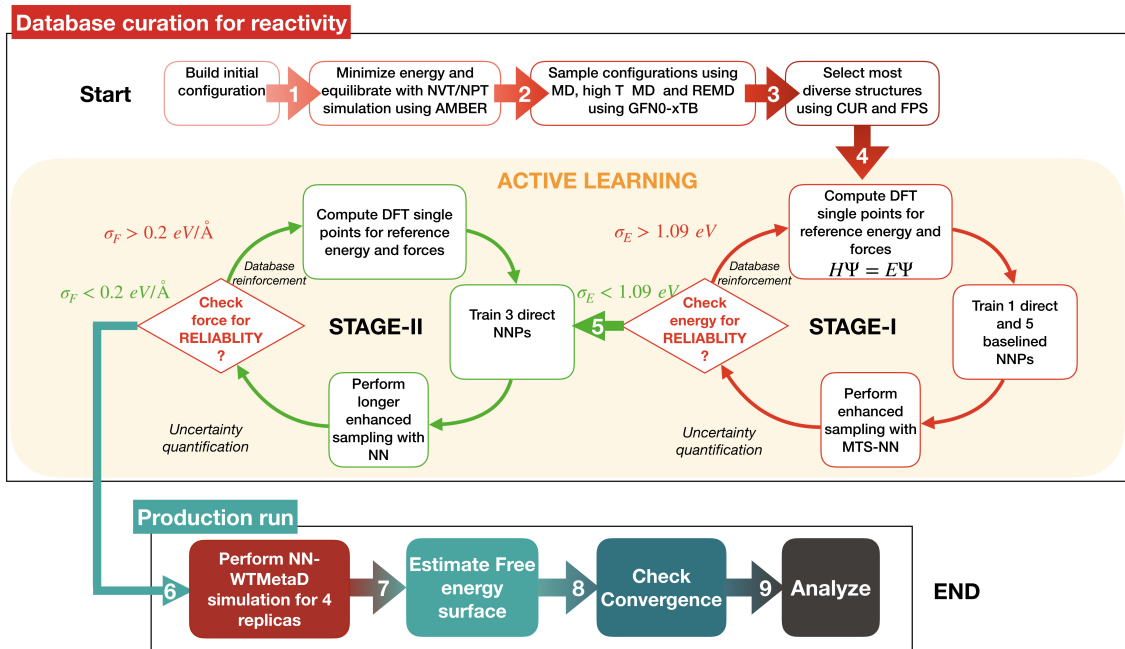 Database curation for reactivity
Start
Build initial
configuration
1
Minimize energy and
equilibrate with NVT/NPT
simulation using AMBER
2
Sample configurations using
MD, high T MD and REMD
using GFN0-xTB
3
Select most
diverse structures
using CUR and FPS
4
ACTIVE LEARNING
Compute DFT
single points for
reference energy and
forces
HΨ = EΨ
σ_E > 1.09 eV
Database
reinforcement
σ_E < 1.09 eV
Check
energy for
RELIABLITY
?
STAGE-I
Train 1 direct
and 5
baselined
NNPs
Perform
enhanced
sampling with
MTS-NN
Uncertainty
quantification
5
Compute DFT single
points for reference
energy and forces
σ_F > 0.2 eV/Å
Database
reinforcement
σ_F < 0.2 eV/Å
Check
force for
RELIABLITY
?
STAGE-II
Train 3 direct
NNPs
Perform
longer
enhanced
sampling with
NN
Uncertainty
quantification
Production run
6
Perform NN-
WTMetaD
simulation for 4
replicas
7
Estimate Free
energy
surface
8
Check
Convergence
9
Analyze
END